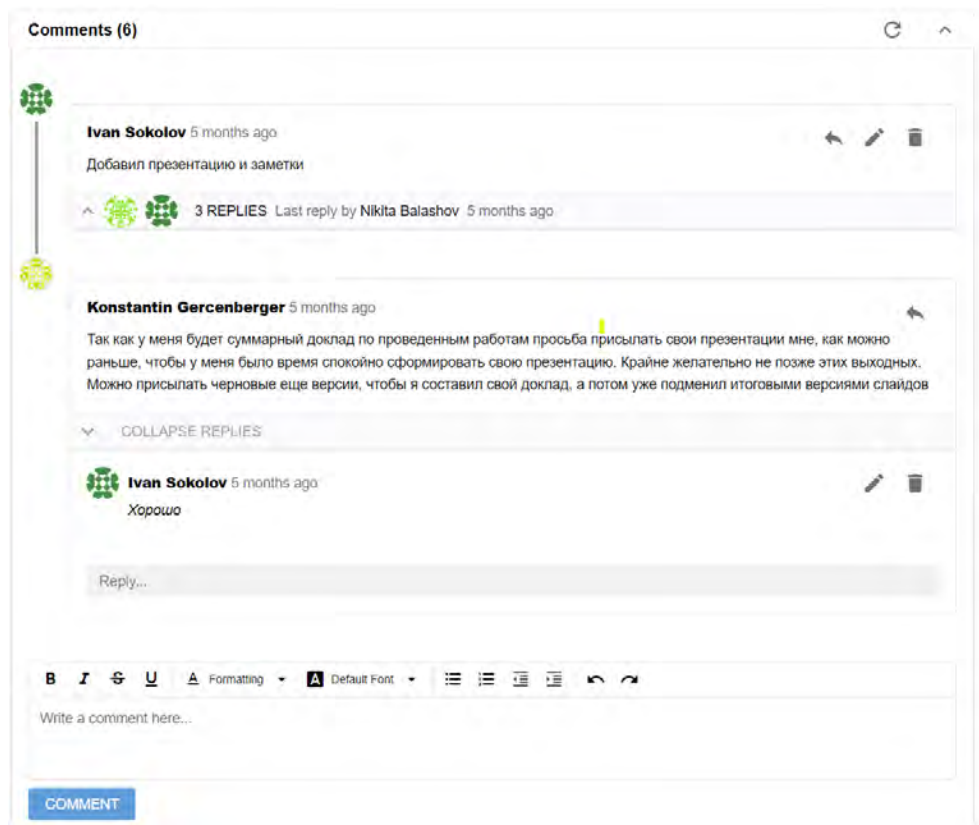 Comments (6)
Ivan Sokolov 5 months ago
Добавил презентацию и заметки
3 REPLIES Last reply by Nikita Balashov 5 months ago
Konstantin Gercenberger 5 months ago
Так как у меня будет суммарный доклад по проведенным работам просьба присылать свои презентации мне, как можно
раньше, чтобы у меня было время спокойно сформировать свою презентацию. Крайне желательно не позже этих выходных.
Можно присылать черновые еще версии, чтобы я составил свой доклад, а потом уже подменил итоговыми версиями слайдов
COLLAPSE REPLIES
Ivan Sokolov 5 months ago
Хорошо
Reply...
B I S U A Formatting A Default Font
Write a comment here...
COMMENT